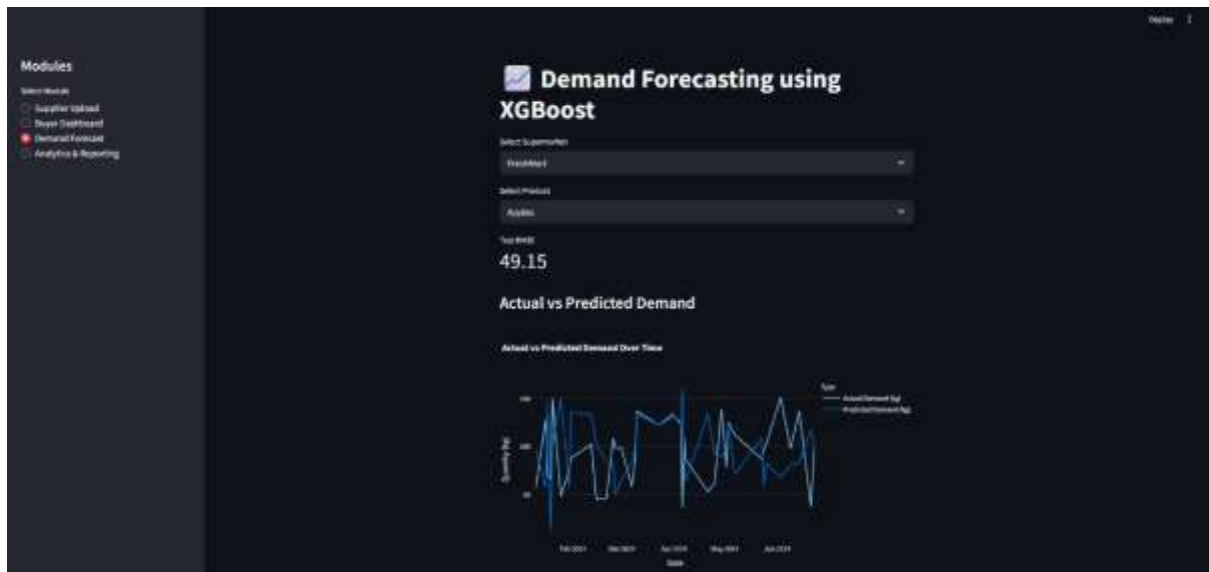 Deploy
Modules
Select Module
Supplier Upload
Buyer Dashboard
Demand Forecast
Analytics & Reporting
Demand Forecasting using
XGBoost
Select Supermarket
FreshMart
Select Product
Apples
Test RMSE
49.15
Actual vs Predicted Demand
Actual vs Predicted Demand Over Time
Type
Actual Demand (kg)
Predicted Demand (kg)
Quantity (kg)
Date